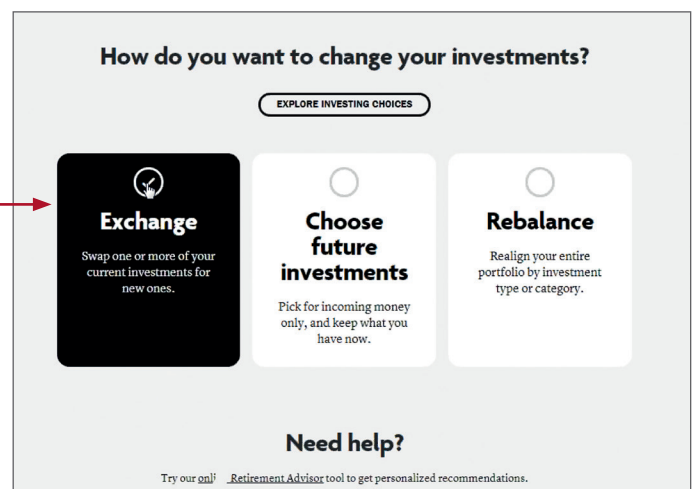 How do you want to change your investments?
EXPLORE INVESTING CHOICES
Exchange
Swap one or more of your
current investments for
new ones.
Choose
future
investments
Pick for incoming money
only, and keep what you
have now.
Rebalance
Realign your entire
portfolio by investment
type or category.
Need help?
Try our Retirement Advisor tool to get personalized recommendations.